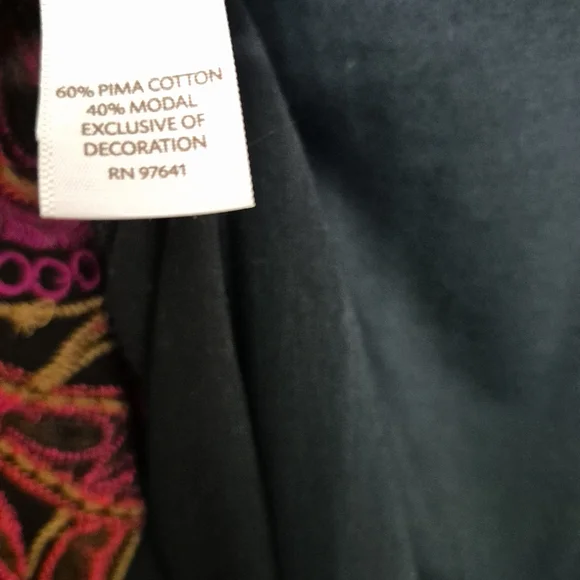 60% PIMA COTTON
40% MODAL
EXCLUSIVE OF
DECORATION
RN 97641